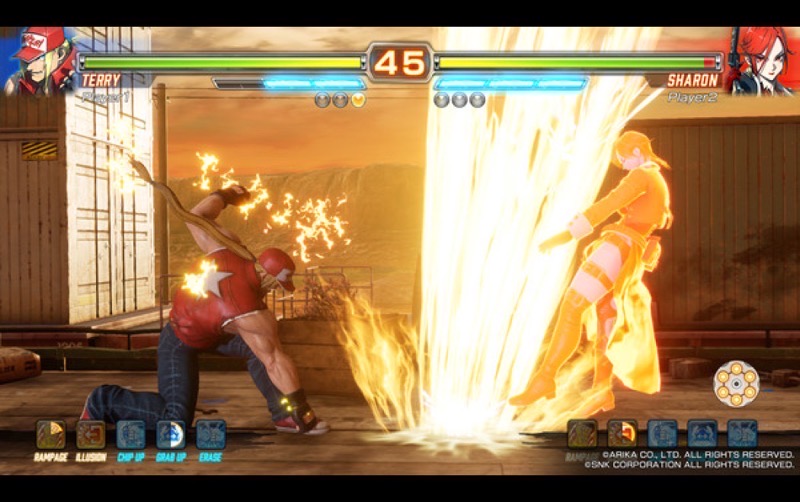 45
TERRY
SHARON
Player1
Player2
RAMPAGE ILLUSION CHIP UP GRAB UP ERASE
©ARIKA CO., LTD. ALL RIGHTS RESERVED.
©SNK CORPORATION ALL RIGHTS RESERVED.